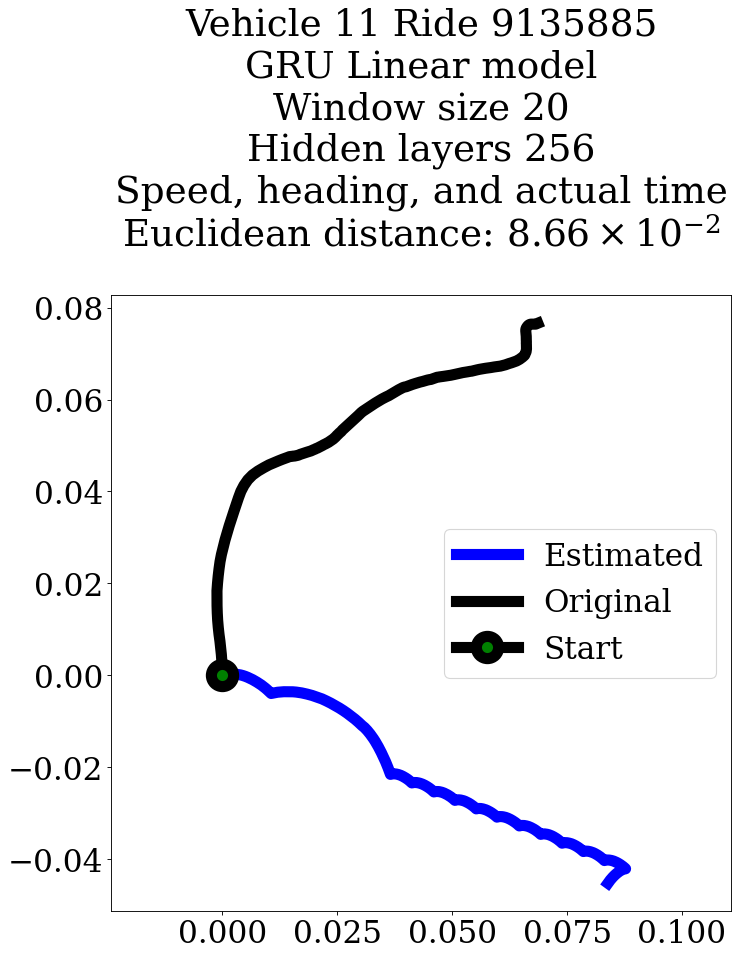 Vehicle 11 Ride 9135885
GRU Linear model
Window size 20
Hidden layers 256
Speed, heading, and actual time
Euclidean distance: 8.66 × 10⁻²
0.08
0.06
0.04
0.02
0.00
−0.02
−0.04
Estimated
Original
Start
0.000 0.025 0.050 0.075 0.100